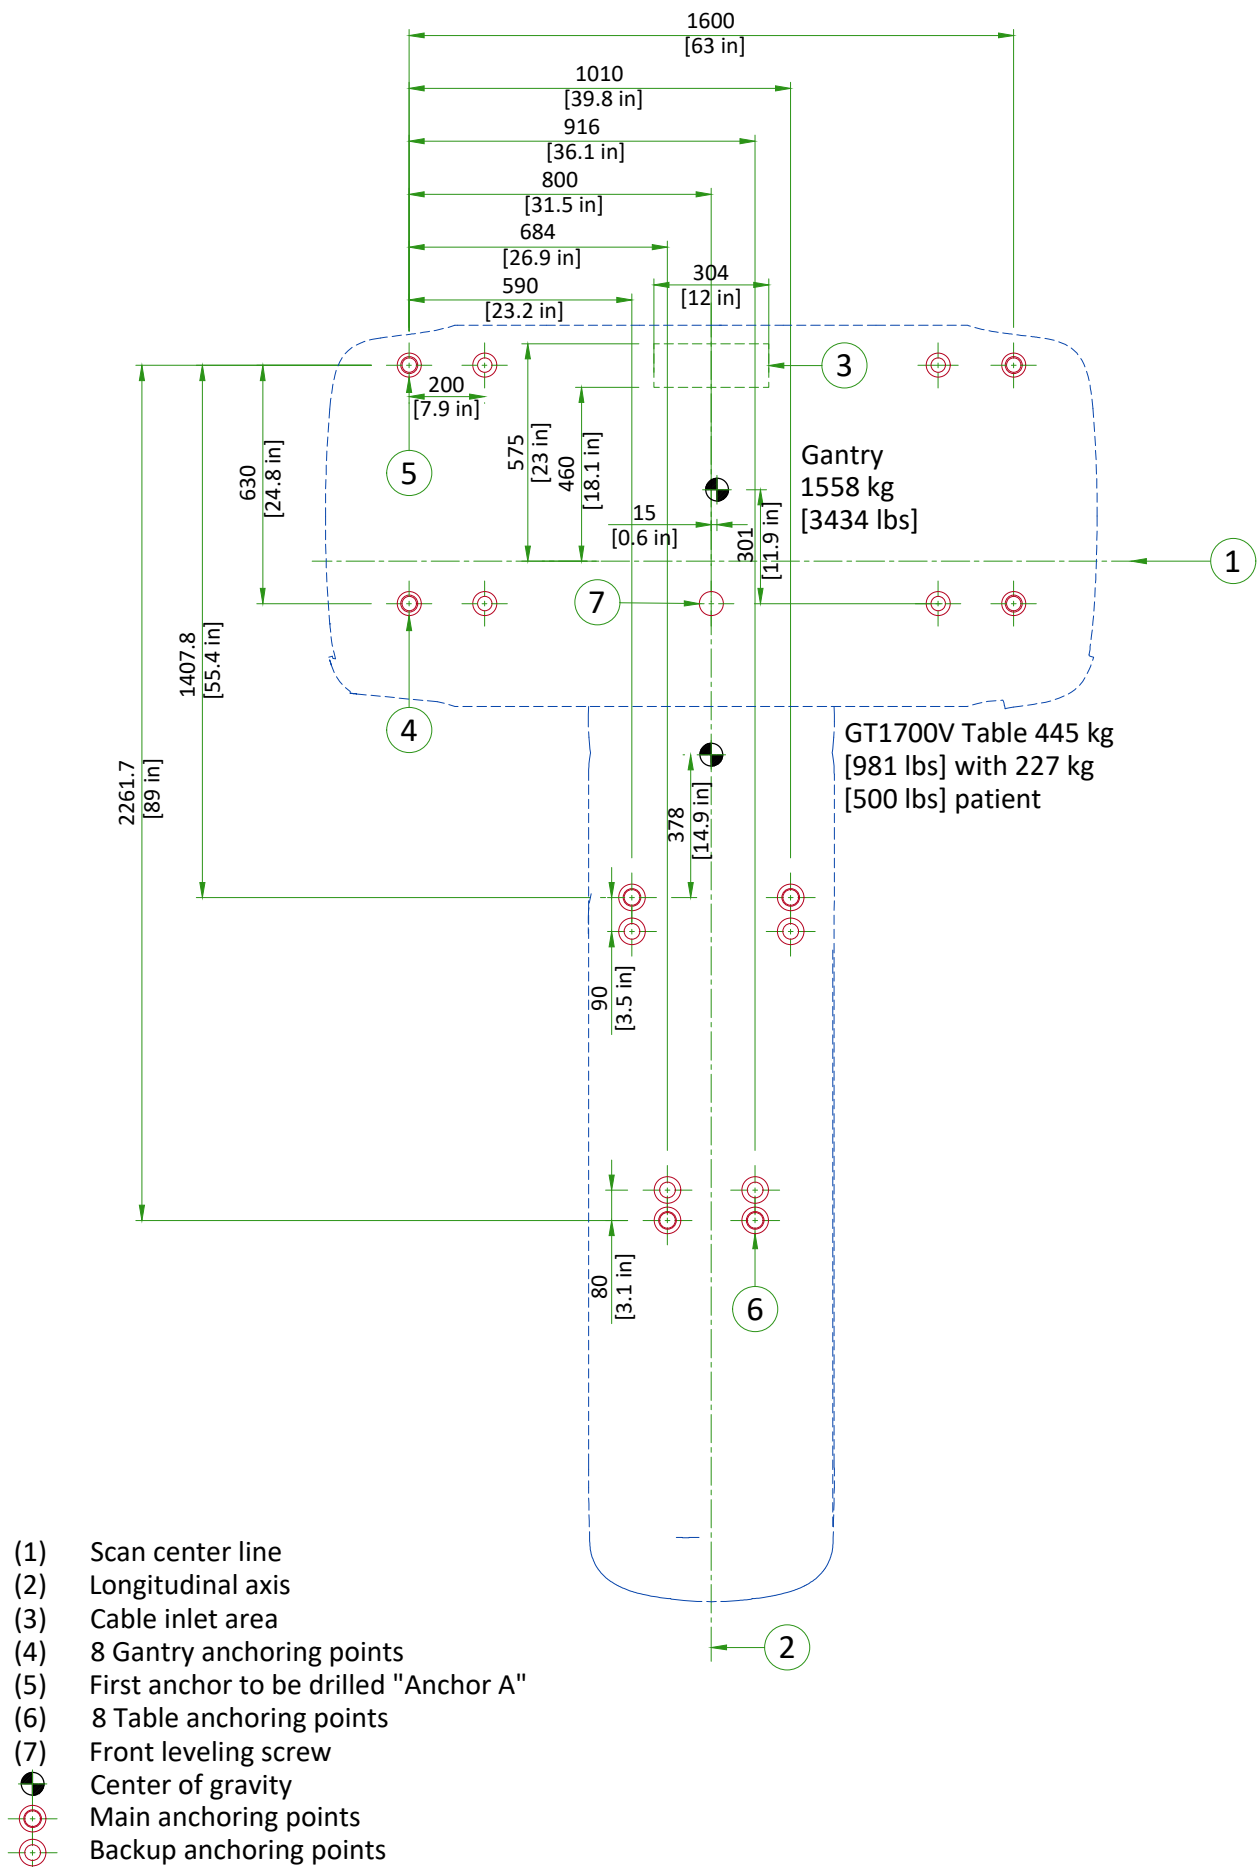 1600
[63 in]
1010
[39.8 in]
916
[36.1 in]
800
[31.5 in]
684
[26.9 in]
304
[12 in]
590
[23.2 in]
3
200
[7.9 in]
5
575
[23 in]
460
[18.1 in]
630
[24.8 in]
Gantry
1558 kg
[3434 lbs]
15
[0.6 in]
301
[11.9 in]
1
7
1407.8
[55.4 in]
4
GT1700V Table 445 kg
[981 lbs] with 227 kg
[500 lbs] patient
2261.7
[89 in]
378
[14.9 in]
90
[3.5 in]
80
[3.1 in]
6
2
(1) Scan center line
(2) Longitudinal axis
(3) Cable inlet area
(4) 8 Gantry anchoring points
(5) First anchor to be drilled "Anchor A"
(6) 8 Table anchoring points
(7) Front leveling screw
Center of gravity
Main anchoring points
Backup anchoring points